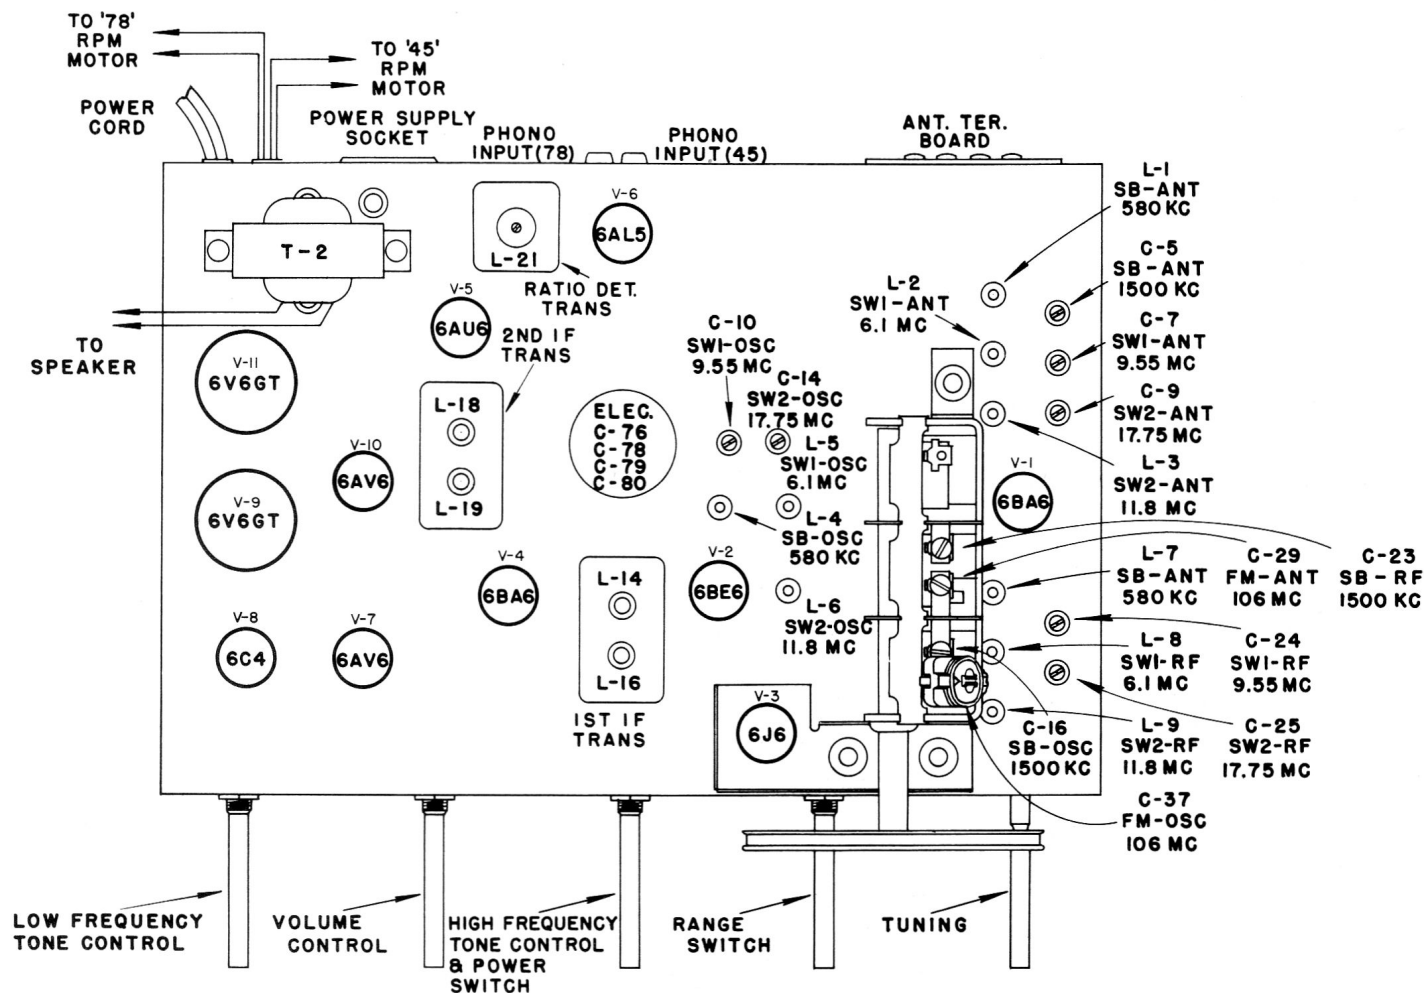 TO '78'
RPM
MOTOR
TO '45'
RPM
MOTOR
POWER
CORD
POWER SUPPLY
SOCKET
PHONO
INPUT(78)
PHONO
INPUT(45)
ANT. TER.
BOARD
L-1
SB-ANT
580 KC
C-5
SB-ANT
1500 KC
C-7
SW1-ANT
9.55 MC
C-9
SW2-ANT
17.75 MC
L-3
SW2-ANT
11.8 MC
L-2
SW1-ANT
6.1 MC
V-6
6AL5
T-2
L-21
RATIO DET.
TRANS
V-5
6AU6
2ND IF
TRANS
TO
SPEAKER
V-11
6V6GT
L-18
L-19
V-10
6AV6
ELEC.
C-76
C-78
C-79
C-80
C-10
SW1-OSC
9.55 MC
C-14
SW2-OSC
17.75 MC
L-5
SW1-OSC
6.1MC
L-4
SB-OSC
580 KC
V-1
6BA6
V-9
6V6GT
V-4
6BA6
L-14
L-16
1ST IF
TRANS
V-2
6BE6
L-6
SW2-OSC
11.8 MC
L-7
SB-ANT
580 KC
C-29
FM-ANT
106 MC
C-23
SB-RF
1500 KC
L-8
SW1-RF
6.1 MC
C-24
SW1-RF
9.55 MC
V-8
6C4
V-7
6AV6
V-3
6J6
C-16
SB-OSC
1500 KC
L-9
SW2-RF
11.8 MC
C-25
SW2-RF
17.75 MC
C-37
FM-OSC
106 MC
LOW FREQUENCY
TONE CONTROL
VOLUME
CONTROL
HIGH FREQUENCY
TONE CONTROL
& POWER
SWITCH
RANGE
SWITCH
TUNING